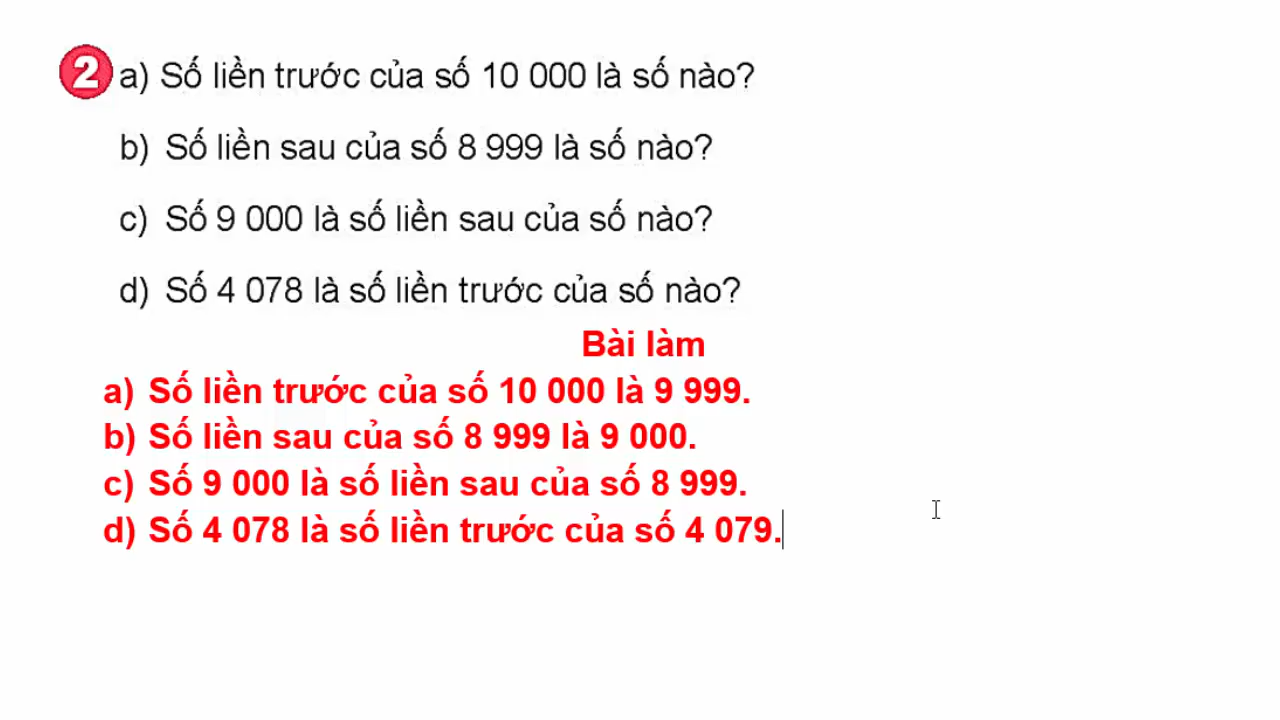 2 a) Số liền trước của số 10 000 là số nào?
b) Số liền sau của số 8 999 là số nào?
c) Số 9 000 là số liền sau của số nào?
d) Số 4 078 là số liền trước của số nào?
Bài làm
a) Số liền trước của số 10 000 là 9 999.
b) Số liền sau của số 8 999 là 9 000.
c) Số 9 000 là số liền sau của số 8 999.
d) Số 4 078 là số liền trước của số 4 079.